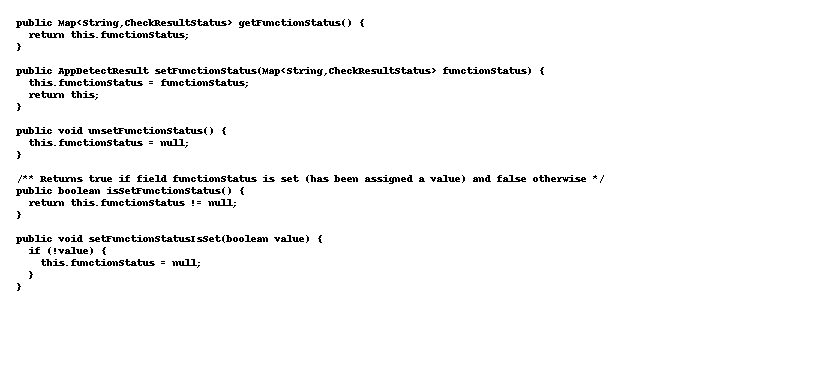 public Map<String,CheckResultStatus> getFunctionStatus() {
  return this.functionStatus;
}

public AppDetectResult setFunctionStatus(Map<String,CheckResultStatus> functionStatus) {
  this.functionStatus = functionStatus;
  return this;
}

public void unsetFunctionStatus() {
  this.functionStatus = null;
}

/** Returns true if field functionStatus is set (has been assigned a value) and false otherwise */
public boolean isSetFunctionStatus() {
  return this.functionStatus != null;
}

public void setFunctionStatusIsSet(boolean value) {
  if (!value) {
    this.functionStatus = null;
  }
}